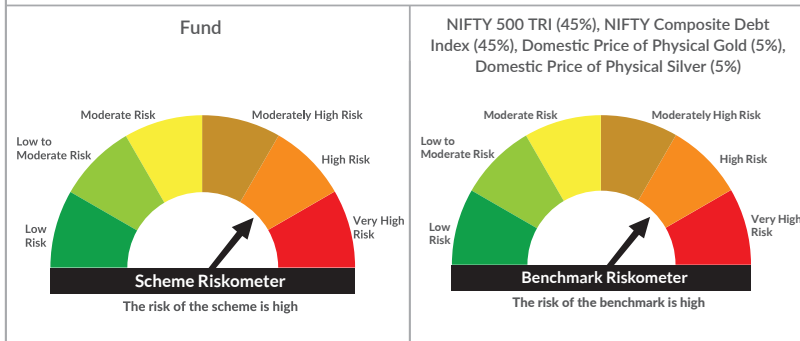 Fund
Moderate Risk
Moderately High Risk
Low to
Moderate Risk
High Risk
Low
Risk
Very High
Risk
Scheme Riskometer
The risk of the scheme is high
NIFTY 500 TRI (45%), NIFTY Composite Debt
Index (45%), Domestic Price of Physical Gold (5%),
Domestic Price of Physical Silver (5%)
Moderate Risk
Moderately High Risk
Low to
Moderate Risk
High Risk
Low
Risk
Very High
Risk
Benchmark Riskometer
The risk of the benchmark is high